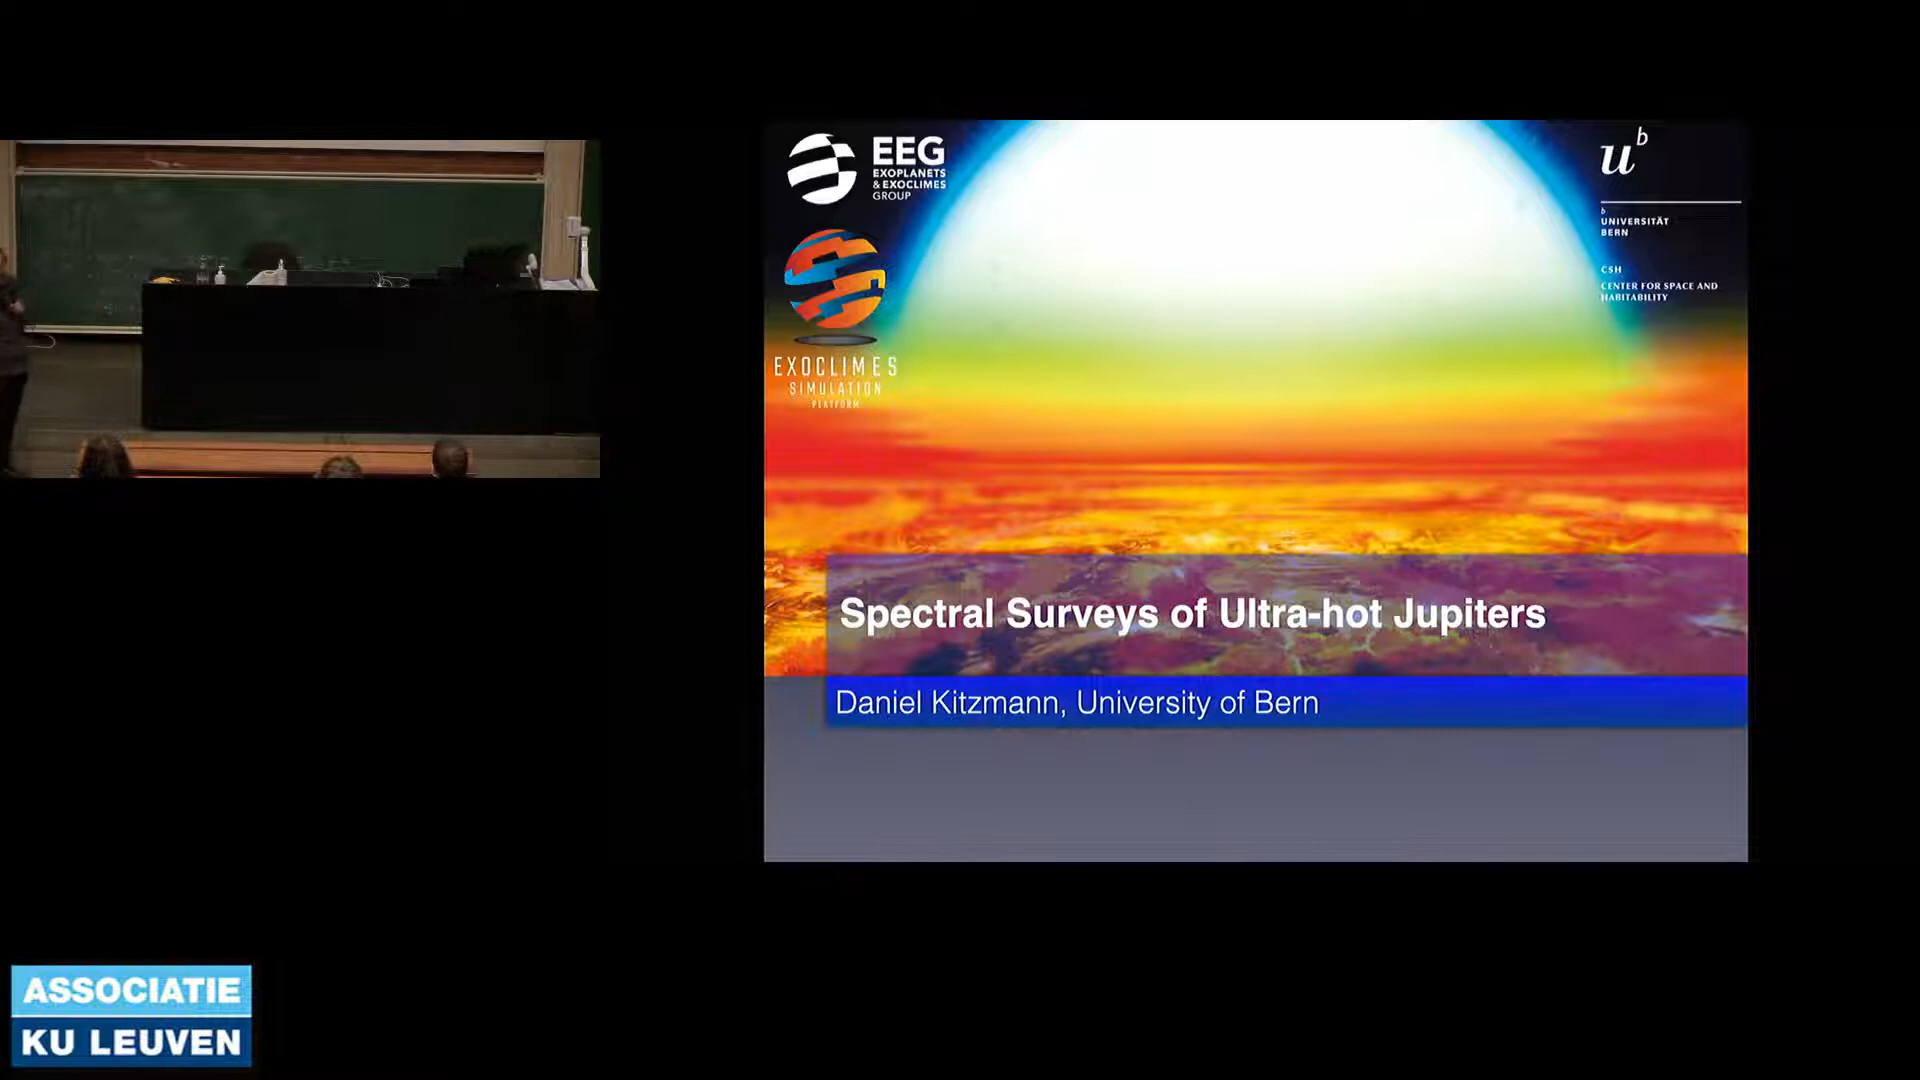 EEG
EXOPLANETS
& EXOCLIMES
GROUP
EXOCLIMES
SIMULATION
PLATFORM
u^b
b
UNIVERSITÄT
BERN
CSH
CENTER FOR SPACE AND
HABITABILITY
Spectral Surveys of Ultra-hot Jupiters
Daniel Kitzmann, University of Bern
ASSOCIATIE
KU LEUVEN